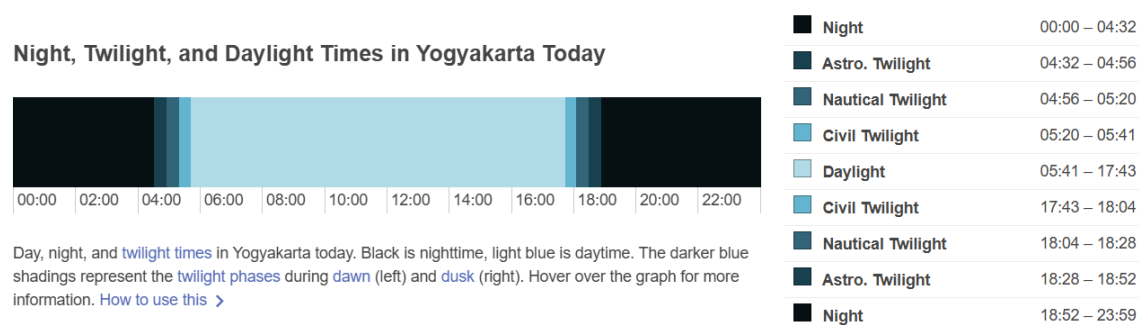 Night, Twilight, and Daylight Times in Yogyakarta Today
00:00 02:00 04:00 06:00 08:00 10:00 12:00 14:00 16:00 18:00 20:00 22:00
Day, night, and twilight times in Yogyakarta today. Black is nighttime, light blue is daytime. The darker blue
shadings represent the twilight phases during dawn (left) and dusk (right). Hover over the graph for more
information. How to use this >
Night 00:00 – 04:32
Astro. Twilight 04:32 – 04:56
Nautical Twilight 04:56 – 05:20
Civil Twilight 05:20 – 05:41
Daylight 05:41 – 17:43
Civil Twilight 17:43 – 18:04
Nautical Twilight 18:04 – 18:28
Astro. Twilight 18:28 – 18:52
Night 18:52 – 23:59